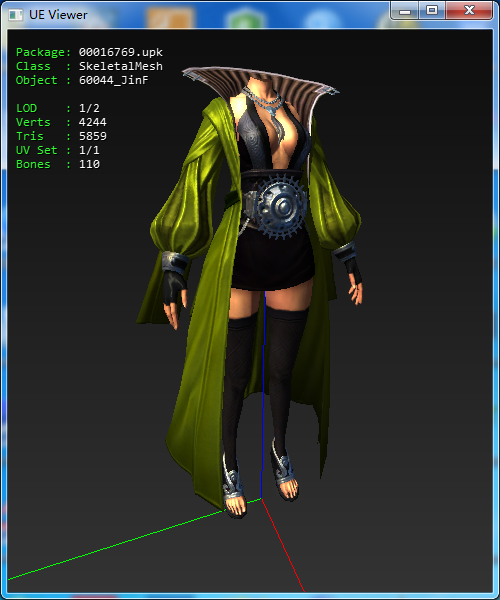 UE Viewer
Package: 00016769.upk
Class : SkeletalMesh
Object : 60044_JinF
LOD : 1/2
Verts : 4244
Tris : 5859
UV Set : 1/1
Bones : 110